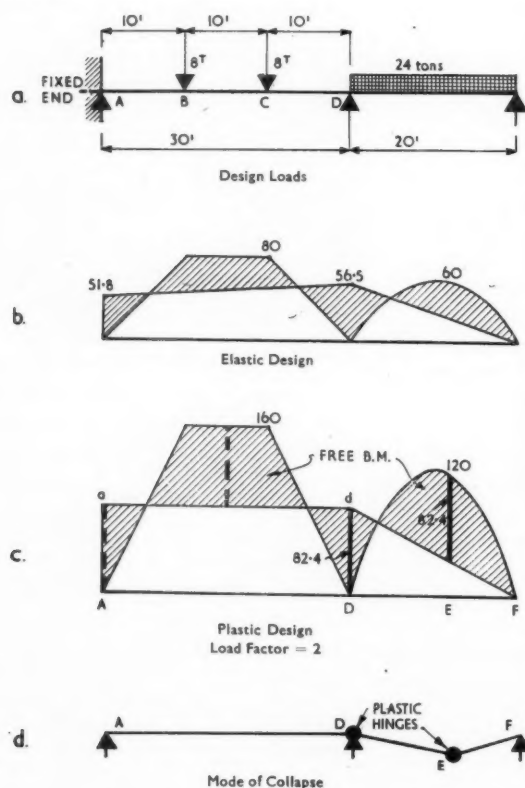 10' 10' 10'
8ᵀ 8ᵀ 24 tons
FIXED
END
a. A B C D
30' 20'
Design Loads
51·8 80 56·5 60
b.
Elastic Design
160
FREE B.M. 120
a d 82·4
c. 82·4
A D E F
Plastic Design
Load Factor = 2
PLASTIC
HINGES
d. A D F
E
Mode of Collapse